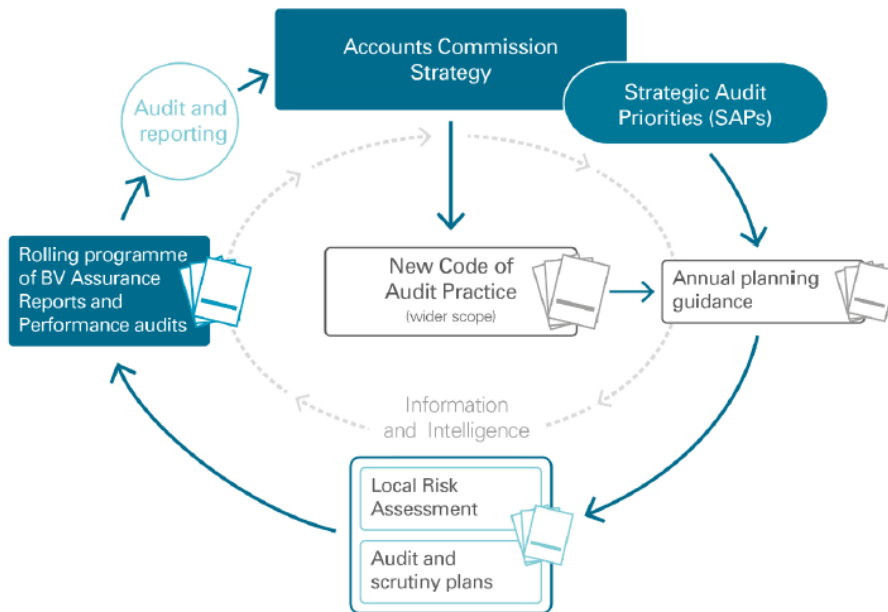 Accounts Commission
Strategy
Strategic Audit
Priorities (SAPs)
Audit and
reporting
Rolling programme
of BV Assurance
Reports and
Performance audits
New Code of
Audit Practice
(wider scope)
Annual planning
guidance
Information
and Intelligence
Local Risk
Assessment
Audit and
scrutiny plans